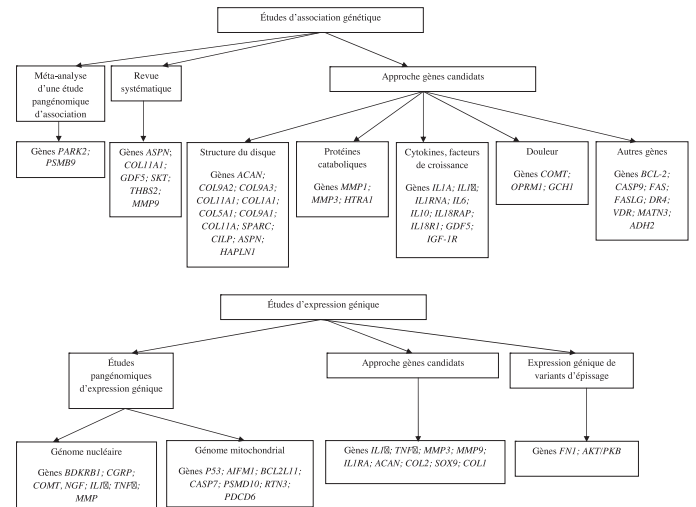 Études d'association génétique
Méta-analyse
d'une étude
pangénomique
d'association
Revue
systématique
Approche gènes candidats
Gènes PARK2;
PSMB9
Gènes ASPN;
COL11A1;
GDF5; SKT;
THBS2;
MMP9
Structure du disque
Gènes ACAN;
COL9A2; COL9A3;
COL11A1; COL1A1;
COL5A1; COL9A1;
COL11A; SPARC;
CILP; ASPN;
HAPLN1
Protéines
cataboliques
Gènes MMP1;
MMP3; HTRA1
Cytokines, facteurs
de croissance
Gènes IL1A; IL1⍰;
IL1RNA; IL6;
IL10; IL18RAP;
IL18R1; GDF5;
IGF-1R
Douleur
Gènes COMT;
OPRM1; GCH1
Autres gènes
Gènes BCL-2;
CASP9; FAS;
FASLG; DR4;
VDR; MATN3;
ADH2
Études d'expression génique
Études
pangénomiques
d'expression génique
Approche gènes candidats
Expression génique de
variants d'épissage
Génome nucléaire
Gènes BDKRB1; CGRP;
COMT, NGF; IL1⍰; TNF⍰;
MMP
Génome mitochondrial
Gènes P53; AIFM1; BCL2L11;
CASP7; PSMD10; RTN3;
PDCD6
Gènes IL1⍰; TNF⍰; MMP3; MMP9;
IL1RA; ACAN; COL2; SOX9; COL1
Gènes FN1; AKT/PKB